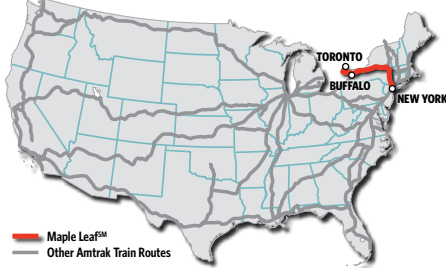 TORONTO
BUFFALO
NEW YORK
Maple Leaf℠
Other Amtrak Train Routes